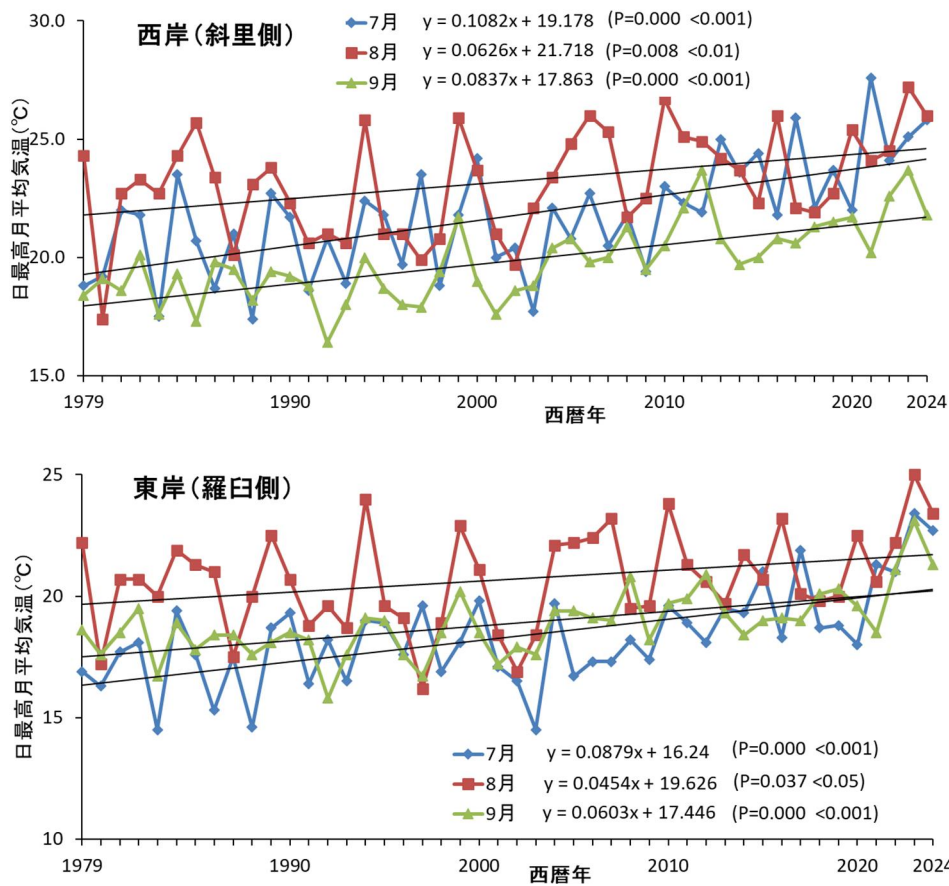 西岸(斜里側)
7月 y = 0.1082x + 19.178 (P=0.000 <0.001)
8月 y = 0.0626x + 21.718 (P=0.008 <0.01)
9月 y = 0.0837x + 17.863 (P=0.000 <0.001)
日最高月平均気温(℃)
30.0
25.0
20.0
15.0
1979 1990 2000 2010 2020 2024
西暦年
東岸(羅臼側)
日最高月平均気温(℃)
25
20
15
10
7月 y = 0.0879x + 16.24 (P=0.000 <0.001)
8月 y = 0.0454x + 19.626 (P=0.037 <0.05)
9月 y = 0.0603x + 17.446 (P=0.000 <0.001)
1979 1990 2000 2010 2020 2024
西暦年